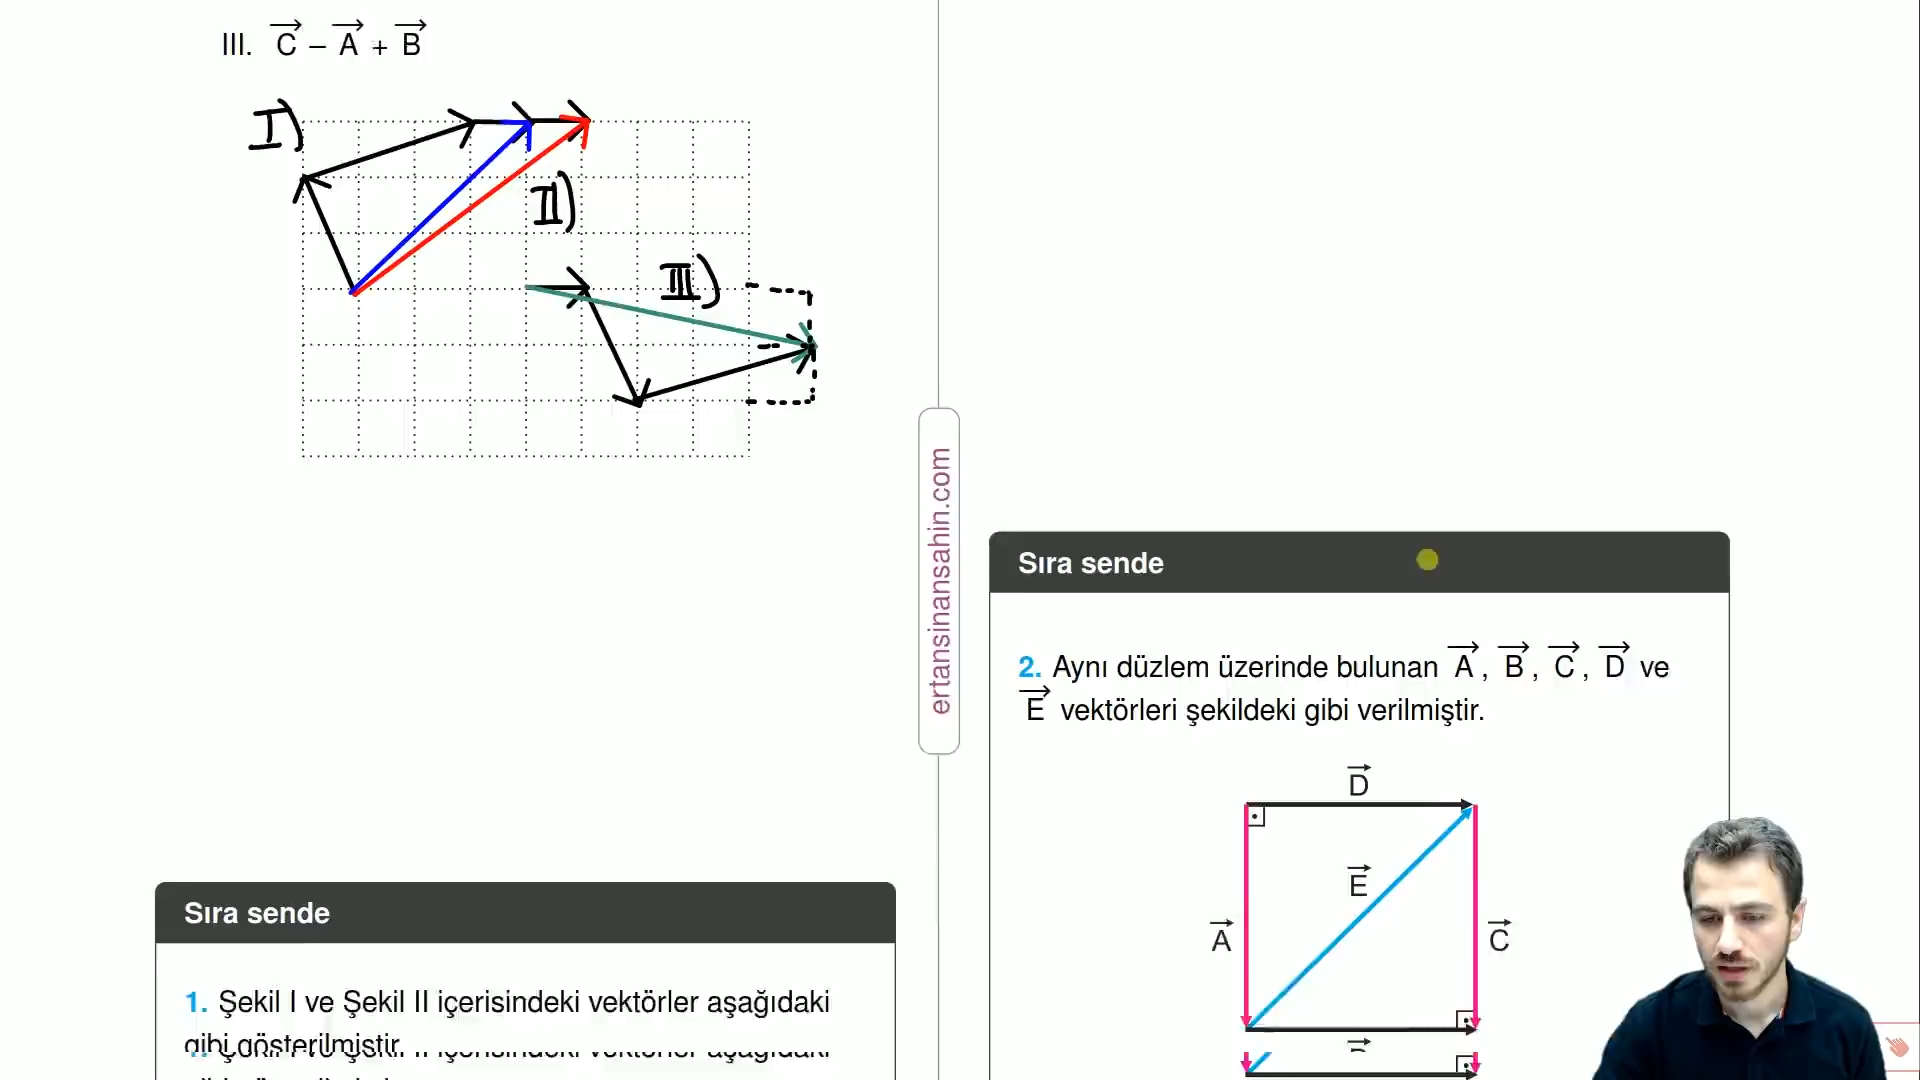 III. C – A + B
I)
II)
III)
ertansinansahin.com
Sıra sende
1. Şekil I ve Şekil II içerisindeki vektörler aşağıdaki
gibi gösterilmiştir.
Sıra sende
2. Aynı düzlem üzerinde bulunan A, B, C, D ve
E vektörleri şekildeki gibi verilmiştir.
D
E
A
C